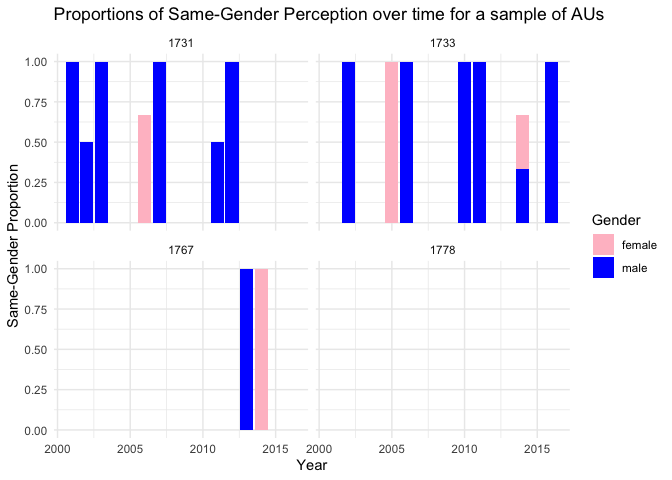 Proportions of Same-Gender Perception over time for a sample of AUs
1731
1733
1.00
0.75
0.50
0.25
0.00
1767
1778
1.00
0.75
0.50
0.25
0.00
2000 2005 2010 2015
2000 2005 2010 2015
Year
Same-Gender Proportion
Gender
female
male